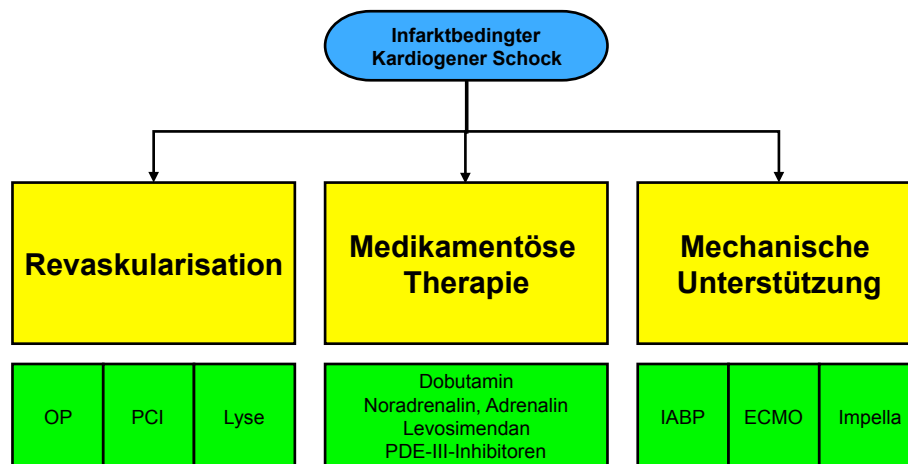 Infarktbedingter
Kardiogener Schock
Revaskularisation
Medikamentöse
Therapie
Mechanische
Unterstützung
OP
PCI
Lyse
Dobutamin
Noradrenalin, Adrenalin
Levosimendan
PDE-III-Inhibitoren
IABP
ECMO
Impella